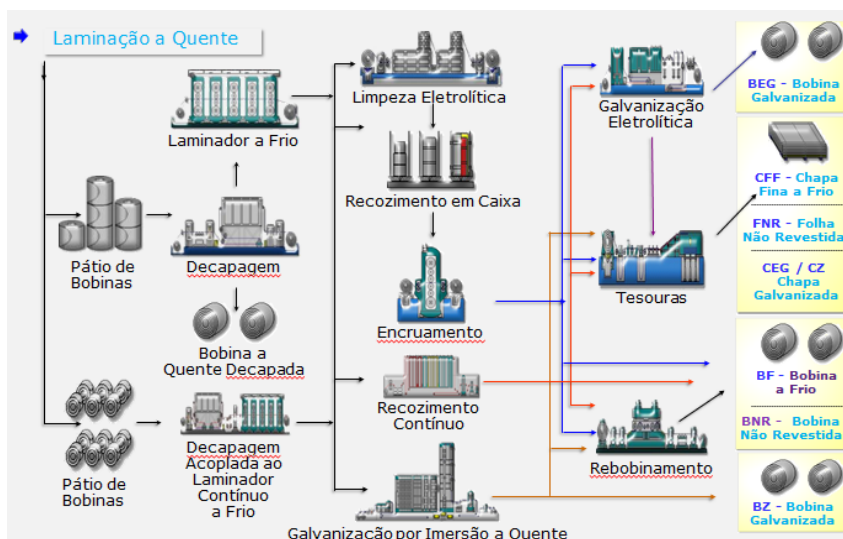 Laminação a Quente
Laminador a Frio
Pátio de
Bobinas
Decapagem
Bobina a
Quente Decapada
Pátio de
Bobinas
Decapagem
Acoplada ao
Laminador
Contínuo
a Frio
Limpeza Eletrolítica
Recozimento em Caixa
Encruamento
Recozimento
Contínuo
Galvanização por Imersão a Quente
Galvanização
Eletrolítica
Tesouras
Rebobinamento
BEG - Bobina
Galvanizada
CFF - Chapa
Fina a Frio
FNR - Folha
Não Revestida
CEG / CZ
Chapa
Galvanizada
BF - Bobina
a Frio
BNR - Bobina
Não Revestida
BZ - Bobina
Galvanizada